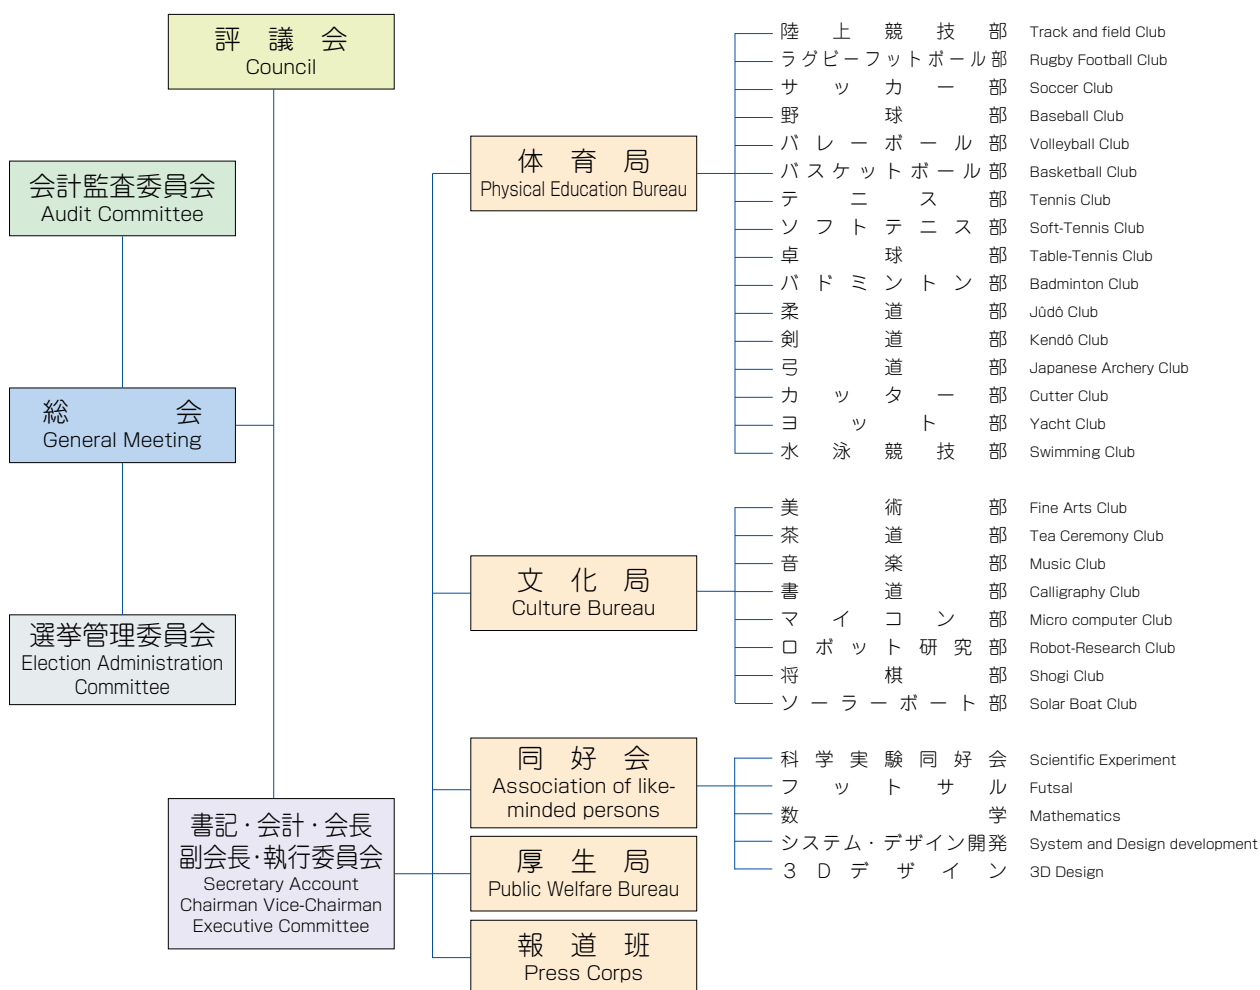 評議会
Council
会計監査委員会
Audit Committee
総会
General Meeting
選挙管理委員会
Election Administration
Committee
書記・会計・会長
副会長・執行委員会
Secretary Account
Chairman Vice-Chairman
Executive Committee
体育局
Physical Education Bureau
陸上競技部 Track and field Club
ラグビーフットボール部 Rugby Football Club
サッカー部 Soccer Club
野球部 Baseball Club
バレーボール部 Volleyball Club
バスケットボール部 Basketball Club
テニス部 Tennis Club
ソフトテニス部 Soft-Tennis Club
卓球部 Table-Tennis Club
バドミントン部 Badminton Club
柔道部 Jûdô Club
剣道部 Kendô Club
弓道部 Japanese Archery Club
カッター部 Cutter Club
ヨット部 Yacht Club
水泳競技部 Swimming Club
文化局
Culture Bureau
美術部 Fine Arts Club
茶道部 Tea Ceremony Club
音楽部 Music Club
書道部 Calligraphy Club
マイコン部 Micro computer Club
ロボット研究部 Robot-Research Club
将棋部 Shogi Club
ソーラーボート部 Solar Boat Club
同好会
Association of like-
minded persons
科学実験同好会 Scientific Experiment
フットサル Futsal
数学 Mathematics
システム・デザイン開発 System and Design development
3Dデザイン 3D Design
厚生局
Public Welfare Bureau
報道班
Press Corps